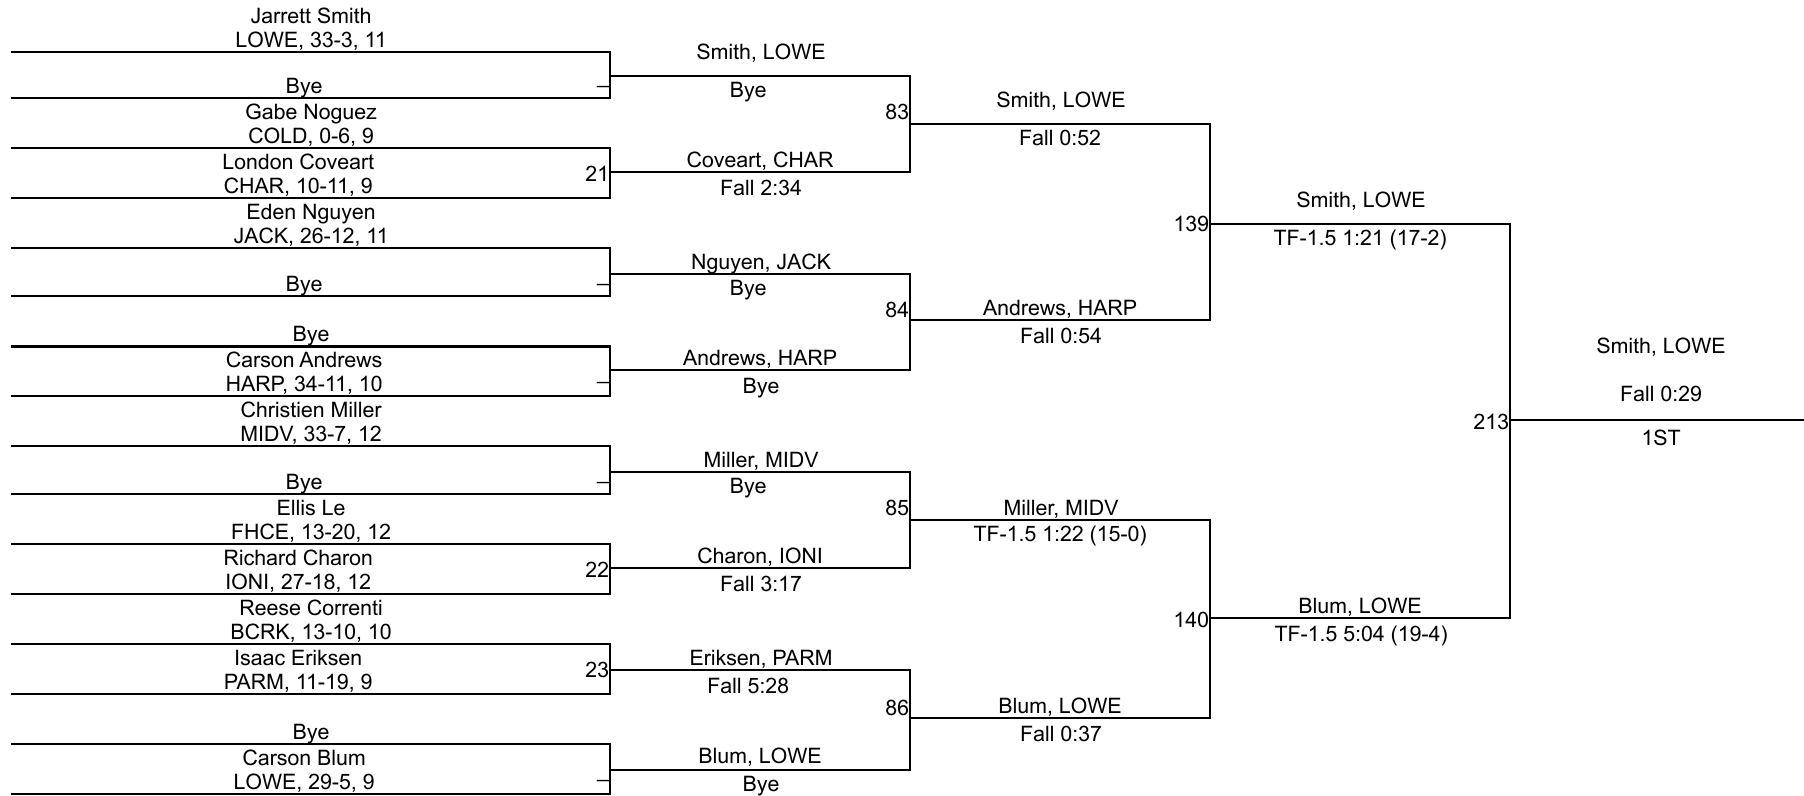 Jarrett Smith
LOWE, 33-3, 11
Bye
Gabe Noguez
COLD, 0-6, 9
London Coveart
CHAR, 10-11, 9
21
Eden Nguyen
JACK, 26-12, 11
Bye
Bye
Carson Andrews
HARP, 34-11, 10
Christien Miller
MIDV, 33-7, 12
Bye
Ellis Le
FHCE, 13-20, 12
Richard Charon
IONI, 27-18, 12
22
Reese Correnti
BCRK, 13-10, 10
Isaac Eriksen
PARM, 11-19, 9
23
Bye
Carson Blum
LOWE, 29-5, 9
Smith, LOWE
Bye
83
Coveart, CHAR
Fall 2:34
Nguyen, JACK
Bye
84
Andrews, HARP
Bye
Miller, MIDV
Bye
85
Charon, IONI
Fall 3:17
Eriksen, PARM
Fall 5:28
86
Blum, LOWE
Bye
Smith, LOWE
Fall 0:52
139
Andrews, HARP
Fall 0:54
Miller, MIDV
TF-1.5 1:22 (15-0)
140
Blum, LOWE
Fall 0:37
Smith, LOWE
TF-1.5 1:21 (17-2)
213
Blum, LOWE
TF-1.5 5:04 (19-4)
Smith, LOWE
Fall 0:29
1ST